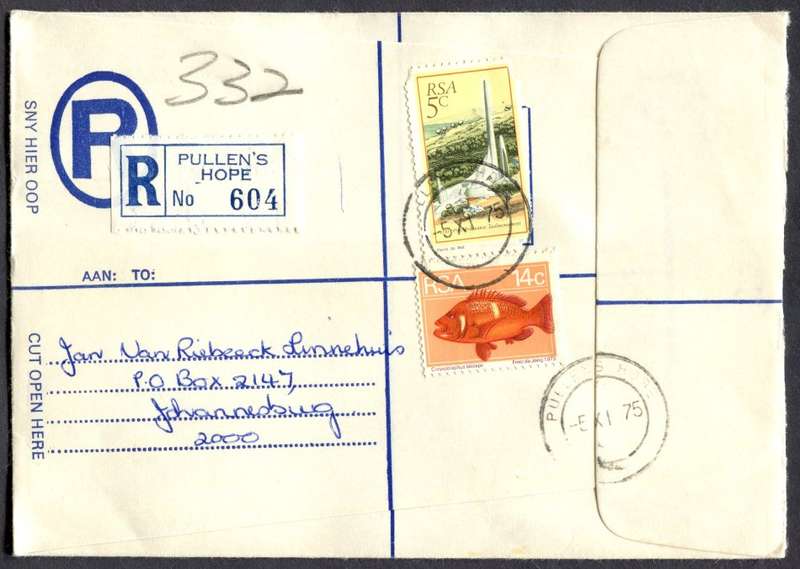 332
SNY HIER OOP
P
R
PULLEN'S
HOPE
No 604
RSA
5c
-5 XI 75
AAN: TO:
RSA 14c
CUT OPEN HERE
Jan Van Riebeeck Linnehuis
P.O Box 2147,
Johannesburg
2000
PULLEN'S HOPE
-5 XI 75